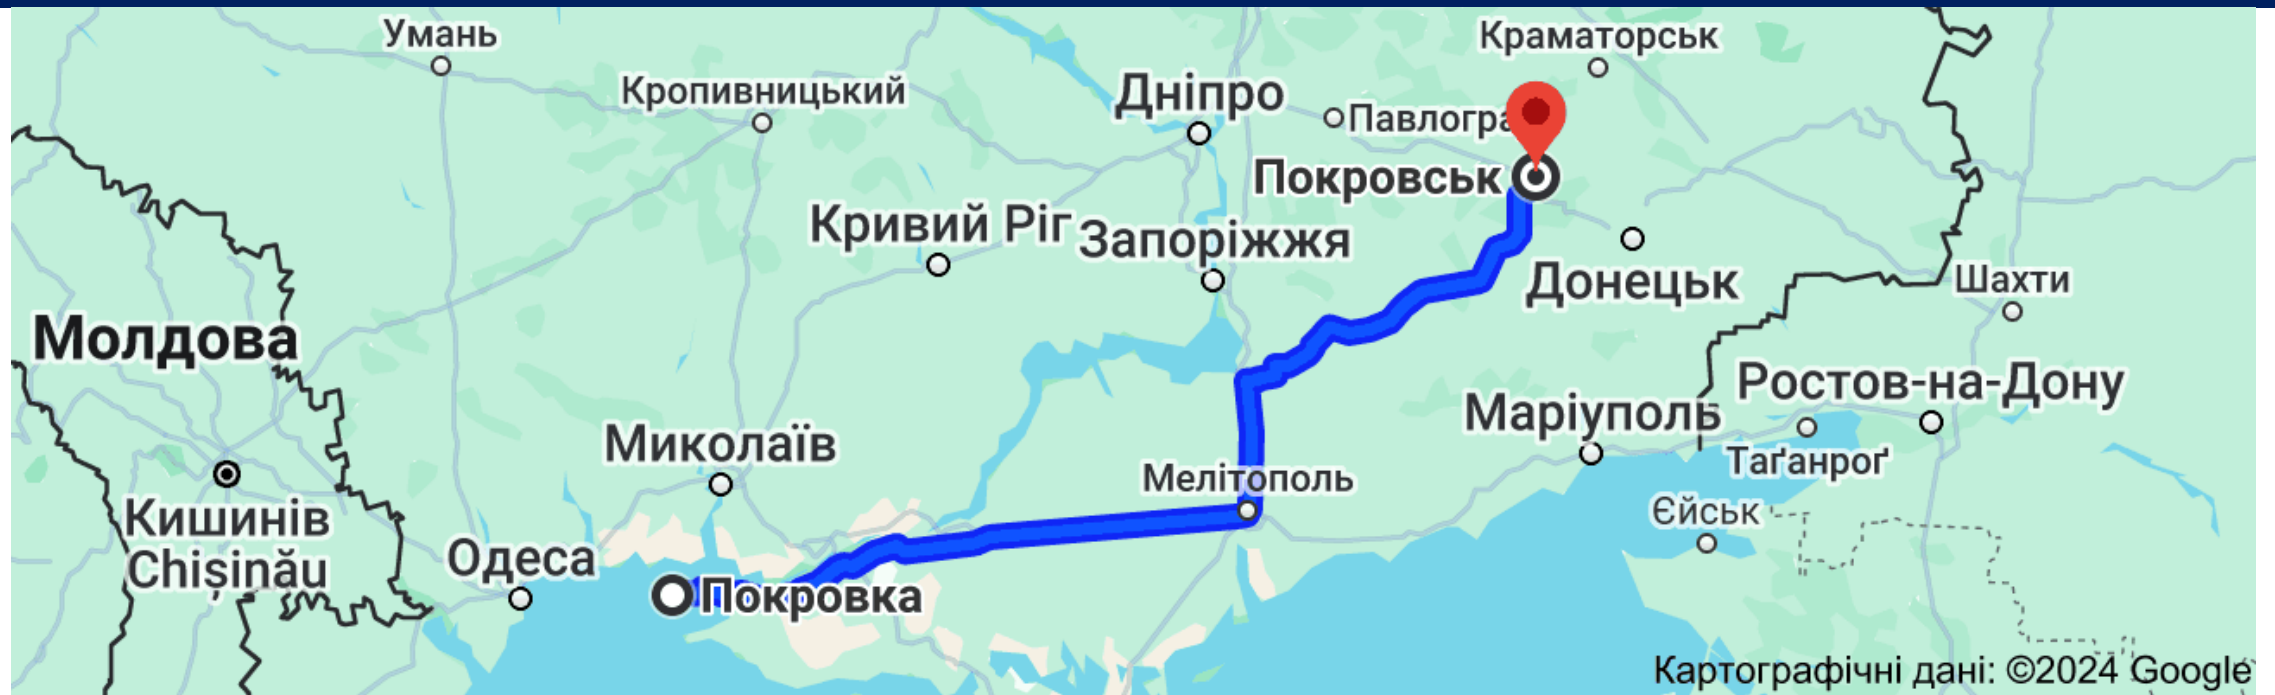 Умань
Краматорськ
Кропивницький
Дніпро
Павлогра
Покровськ
Кривий Ріг
Запоріжжя
Донецьк
Шахти
Молдова
Ростов-на-Дону
Маріуполь
Миколаїв
Таґанроґ
Мелітополь
Єйськ
Кишинів
Chișinău
Одеса
Покровка
Картографічні дані: ©2024 Google